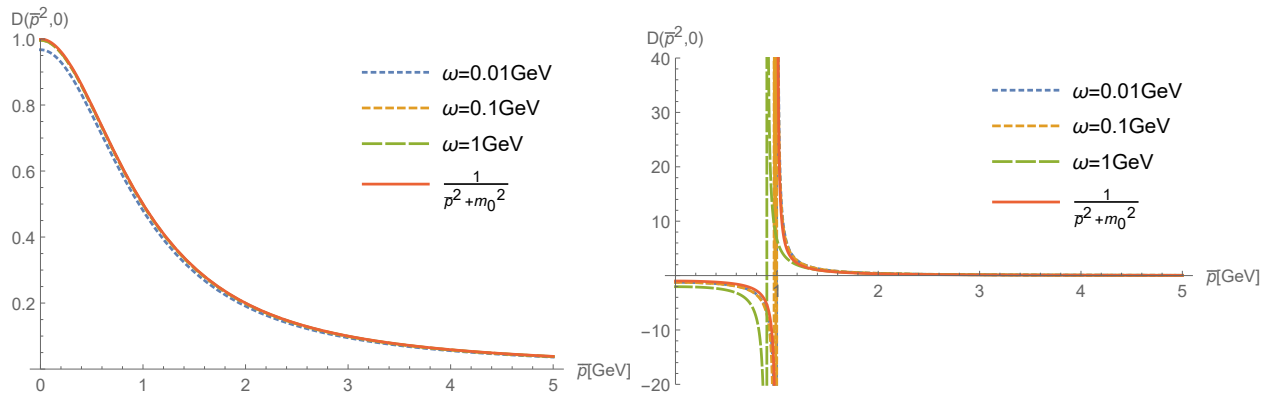 D(p̅²,0)
1.0
0.8
0.6
0.4
0.2
0
1
2
3
4
5
p̅[GeV]
ω=0.01GeV
ω=0.1GeV
ω=1GeV
1
p̅²+m₀²
D(p̅²,0)
40
30
20
10
-10
-20
1
2
3
4
5
p̅[GeV]
ω=0.01GeV
ω=0.1GeV
ω=1GeV
1
p̅²+m₀²